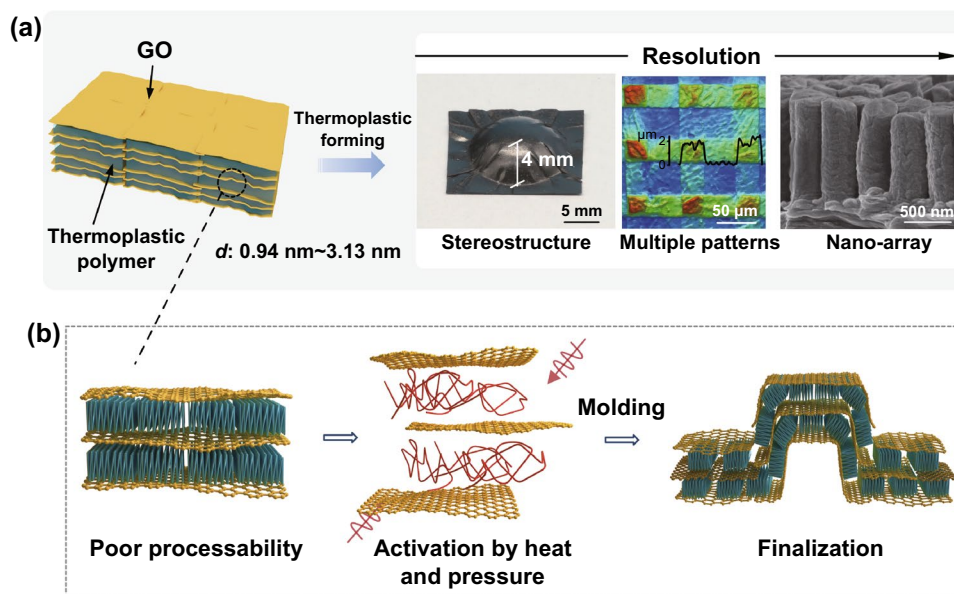 (a)
GO
Thermoplastic
polymer
d: 0.94 nm~3.13 nm
Thermoplastic
forming
Resolution
4 mm
5 mm
Stereostructure
μm
2
0
50 μm
Multiple patterns
500 nm
Nano-array
(b)
Poor processability
Activation by heat
and pressure
Molding
Finalization